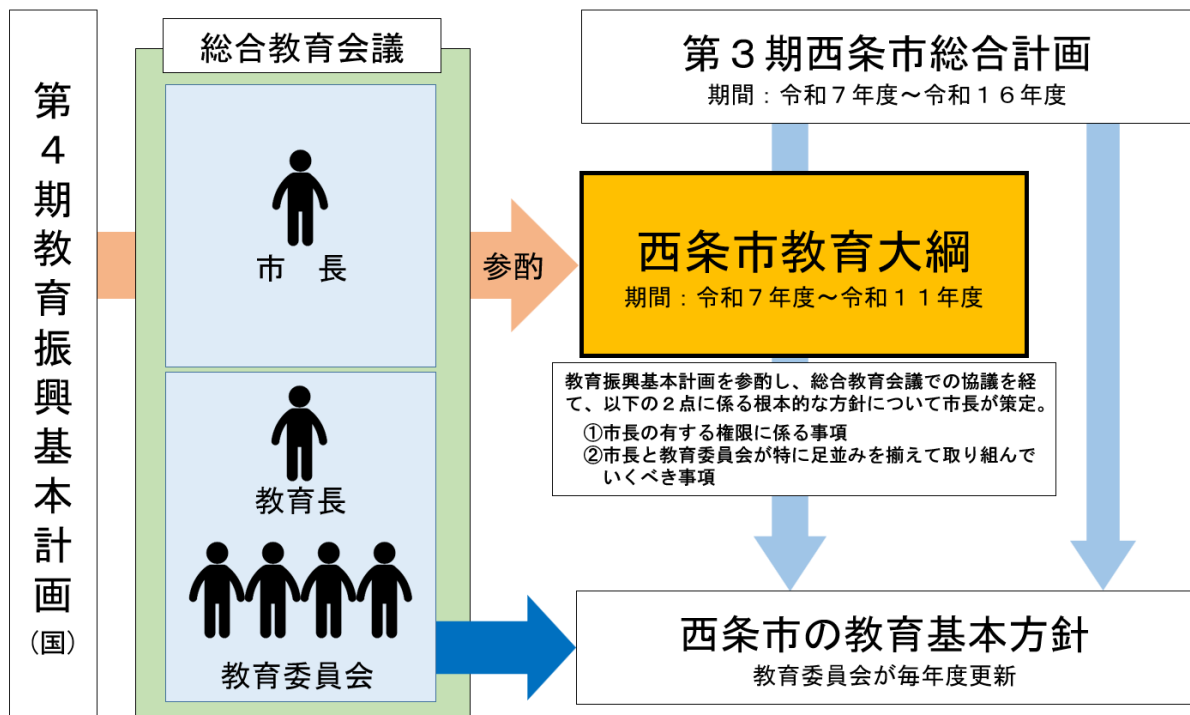 第４期教育振興基本計画（国）
総合教育会議
市　長
教育長
教育委員会
参酌
第３期西条市総合計画
期間：令和７年度～令和１６年度
西条市教育大綱
期間：令和７年度～令和１１年度
教育振興基本計画を参酌し、総合教育会議での協議を経
て、以下の２点に係る根本的な方針について市長が策定。
①市長の有する権限に係る事項
②市長と教育委員会が特に足並みを揃えて取り組んで
いくべき事項
西条市の教育基本方針
教育委員会が毎年度更新